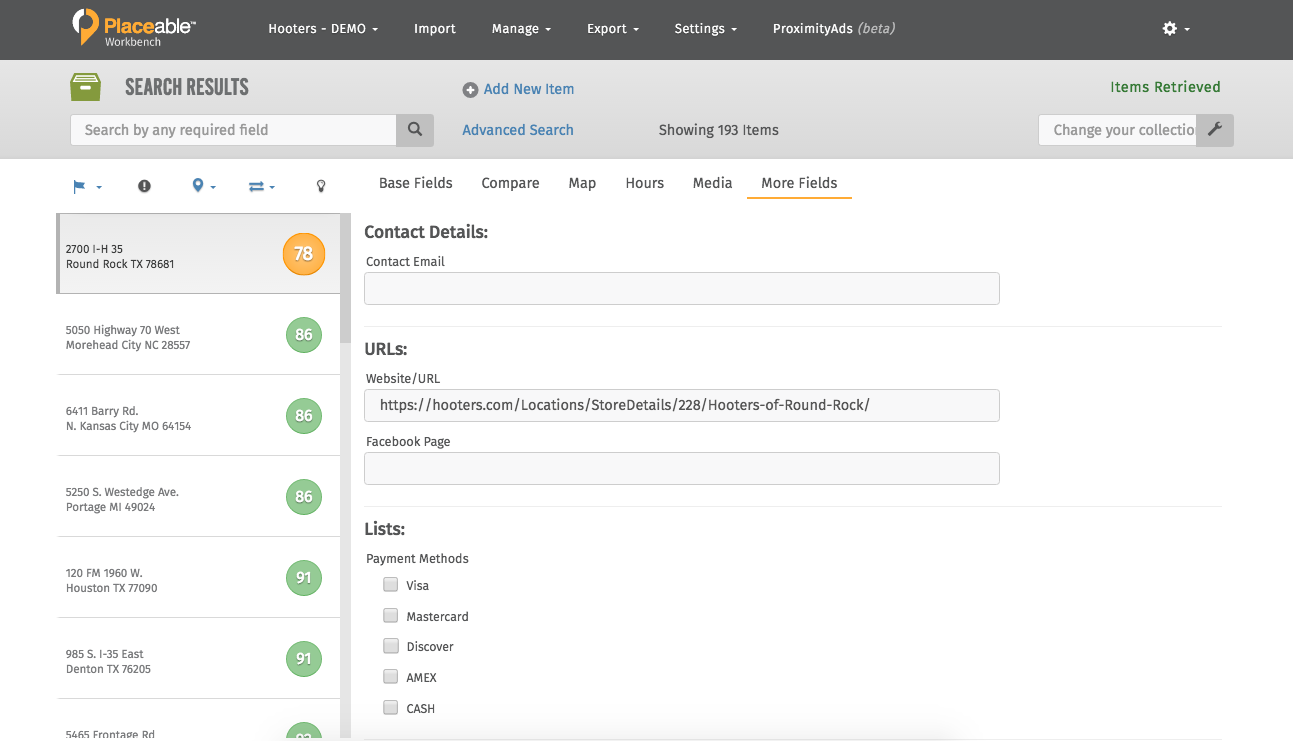 Placeable™
Workbench
Hooters - DEMO
Import
Manage
Export
Settings
ProximityAds (beta)
SEARCH RESULTS
Add New Item
Items Retrieved
Search by any required field
Advanced Search
Showing 193 Items
Change your collectio
Base Fields
Compare
Map
Hours
Media
More Fields
2700 I-H 35
Round Rock TX 78681
78
5050 Highway 70 West
Morehead City NC 28557
86
6411 Barry Rd.
N. Kansas City MO 64154
86
5250 S. Westedge Ave.
Portage MI 49024
86
120 FM 1960 W.
Houston TX 77090
91
985 S. I-35 East
Denton TX 76205
91
5465 Frontage Rd
Contact Details:
Contact Email
URLs:
Website/URL
https://hooters.com/Locations/StoreDetails/228/Hooters-of-Round-Rock/
Facebook Page
Lists:
Payment Methods
Visa
Mastercard
Discover
AMEX
CASH